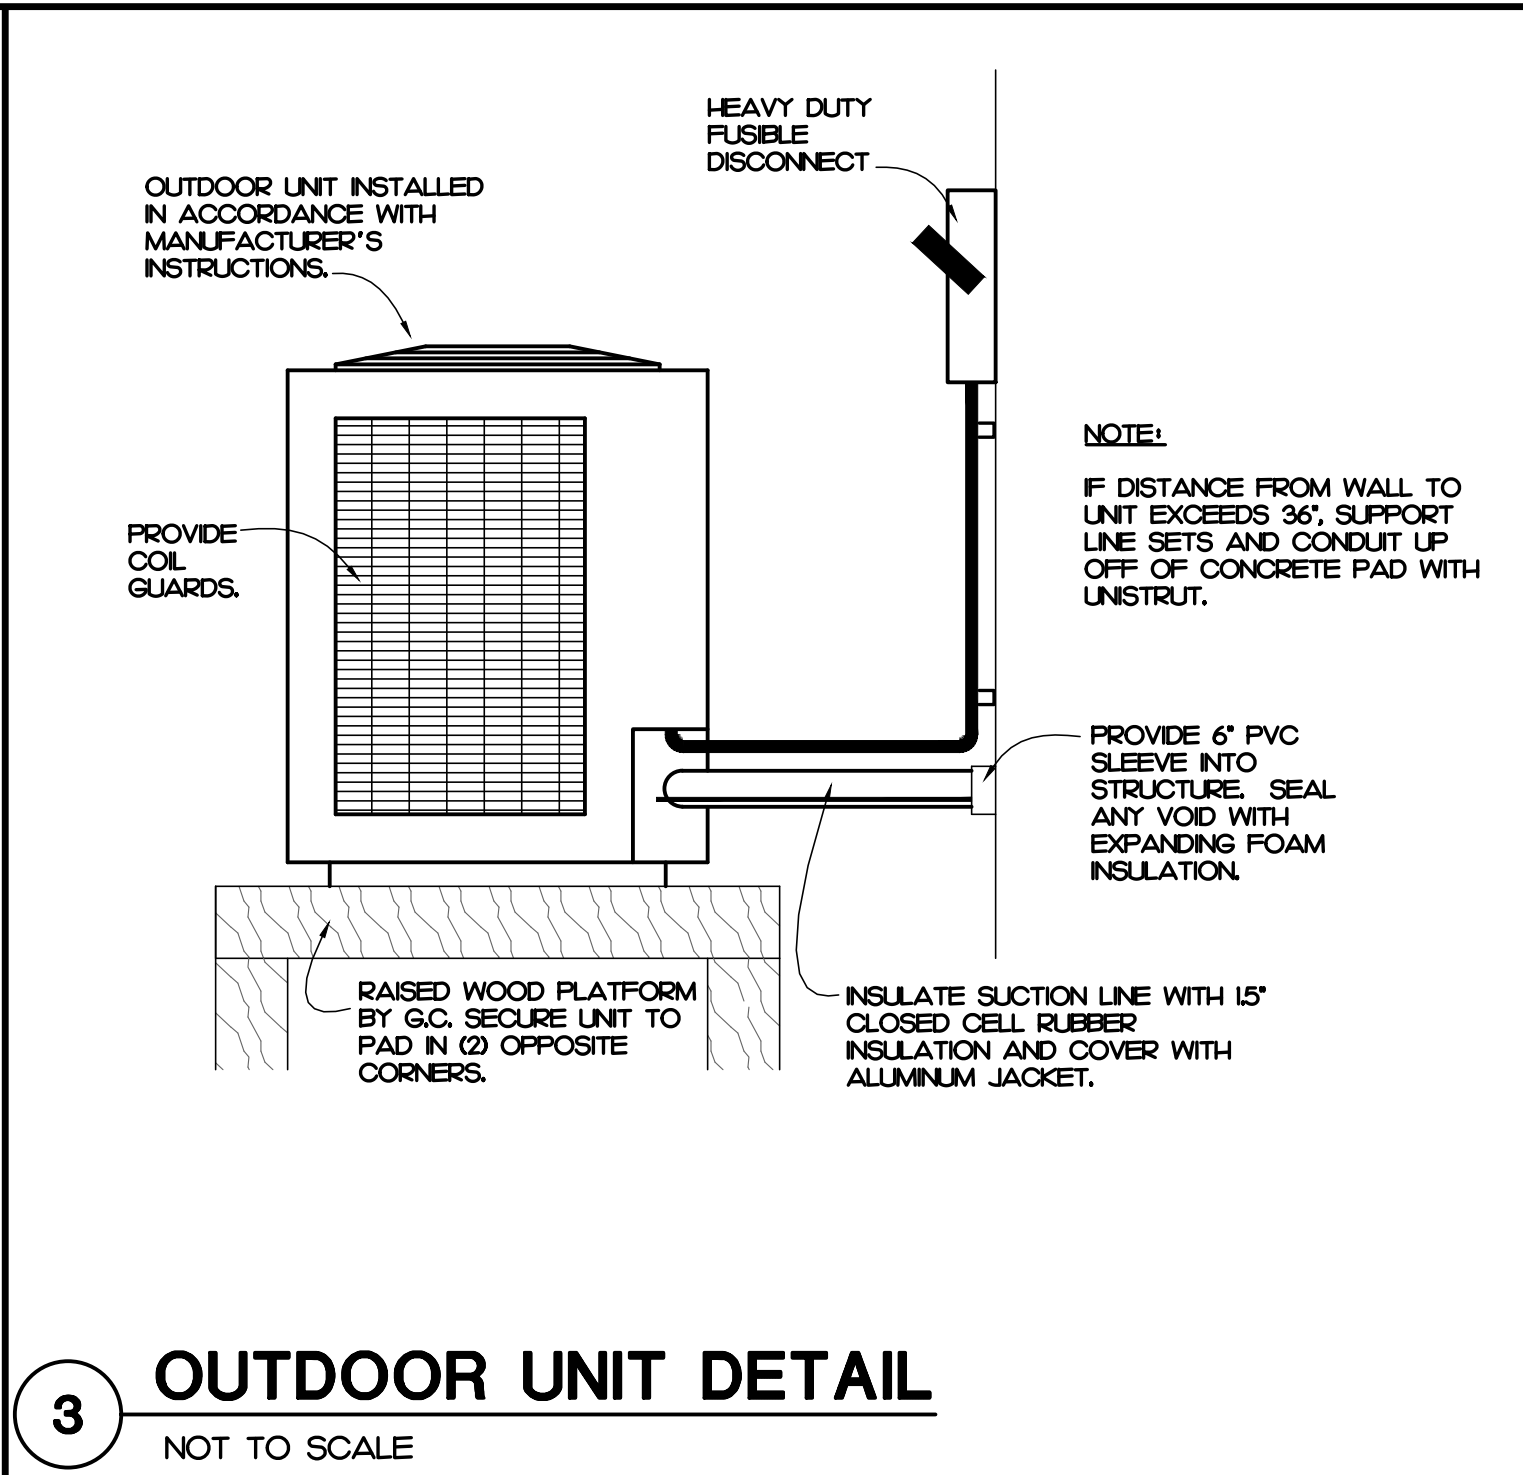 HEAVY DUTY
FUSIBLE
DISCONNECT
OUTDOOR UNIT INSTALLED
IN ACCORDANCE WITH
MANUFACTURER'S
INSTRUCTIONS.
NOTE:
IF DISTANCE FROM WALL TO
UNIT EXCEEDS 36", SUPPORT
LINE SETS AND CONDUIT UP
OFF OF CONCRETE PAD WITH
UNISTRUT.
PROVIDE
COIL
GUARDS.
PROVIDE 6" PVC
SLEEVE INTO
STRUCTURE. SEAL
ANY VOID WITH
EXPANDING FOAM
INSULATION.
RAISED WOOD PLATFORM
BY G.C. SECURE UNIT TO
PAD IN (2) OPPOSITE
CORNERS.
INSULATE SUCTION LINE WITH 1.5"
CLOSED CELL RUBBER
INSULATION AND COVER WITH
ALUMINUM JACKET.
3
OUTDOOR UNIT DETAIL
NOT TO SCALE